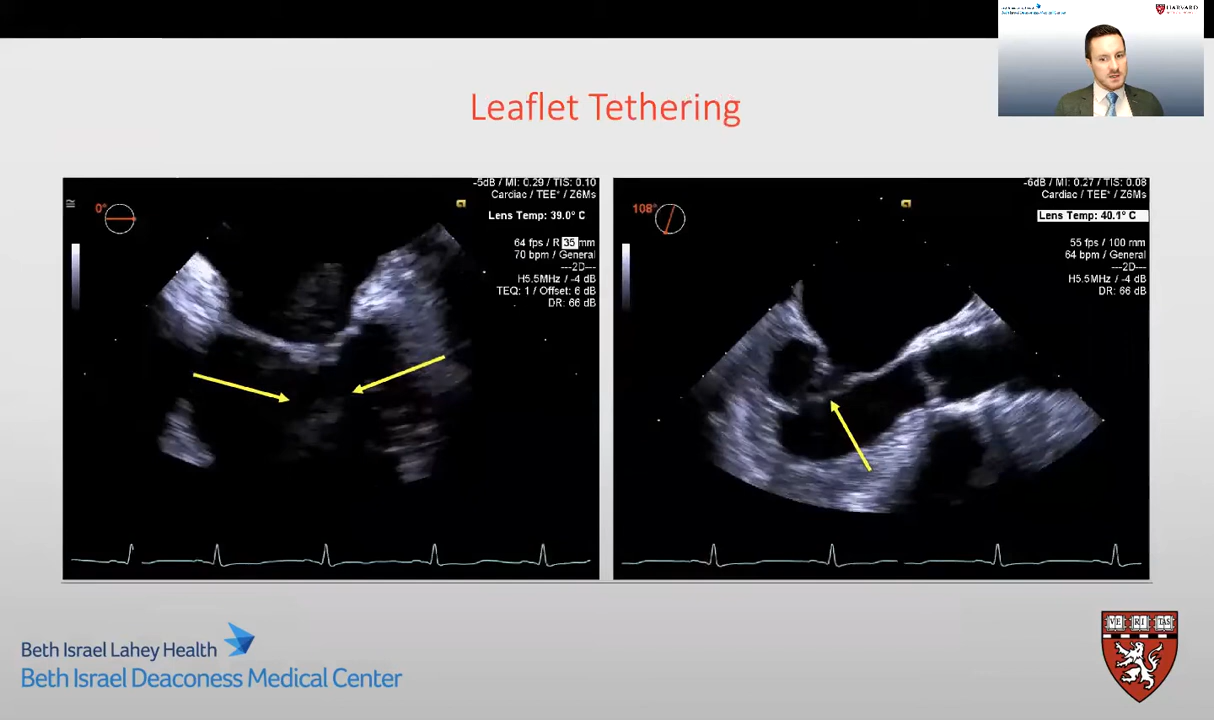 HARVARD
Leaflet Tethering
-5dB / MI: 0.29 / TIS: 0.10
Cardiac / TEE* / Z6Ms
0°
Lens Temp: 39.0° C
64 fps / R 35 mm
70 bpm / General
---2D---
H5.5MHz / -4 dB
TEQ: 1 / Offset: 6 dB
DR: 66 dB
-6dB / MI: 0.27 / TIS: 0.08
Cardiac / TEE* / Z6Ms
108°
Lens Temp: 40.1° C
55 fps / 100 mm
64 bpm / General
---2D---
H5.5MHz / -4 dB
DR: 66 dB
Beth Israel Lahey Health
Beth Israel Deaconess Medical Center
VE RI TAS